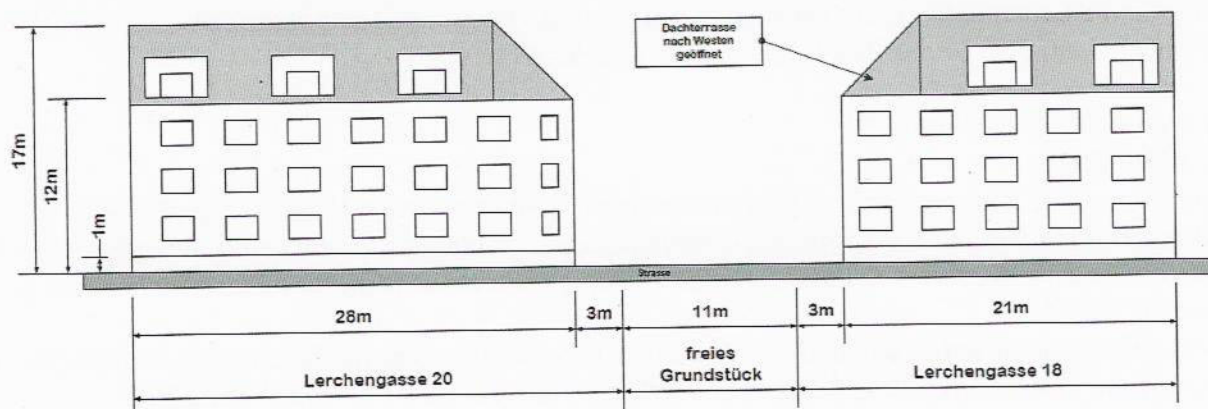 Dachterrasse
nach Westen
geöffnet
17m
12m
1m
Strasse
28m
3m
11m
3m
21m
Lerchengasse 20
freies
Grundstück
Lerchengasse 18